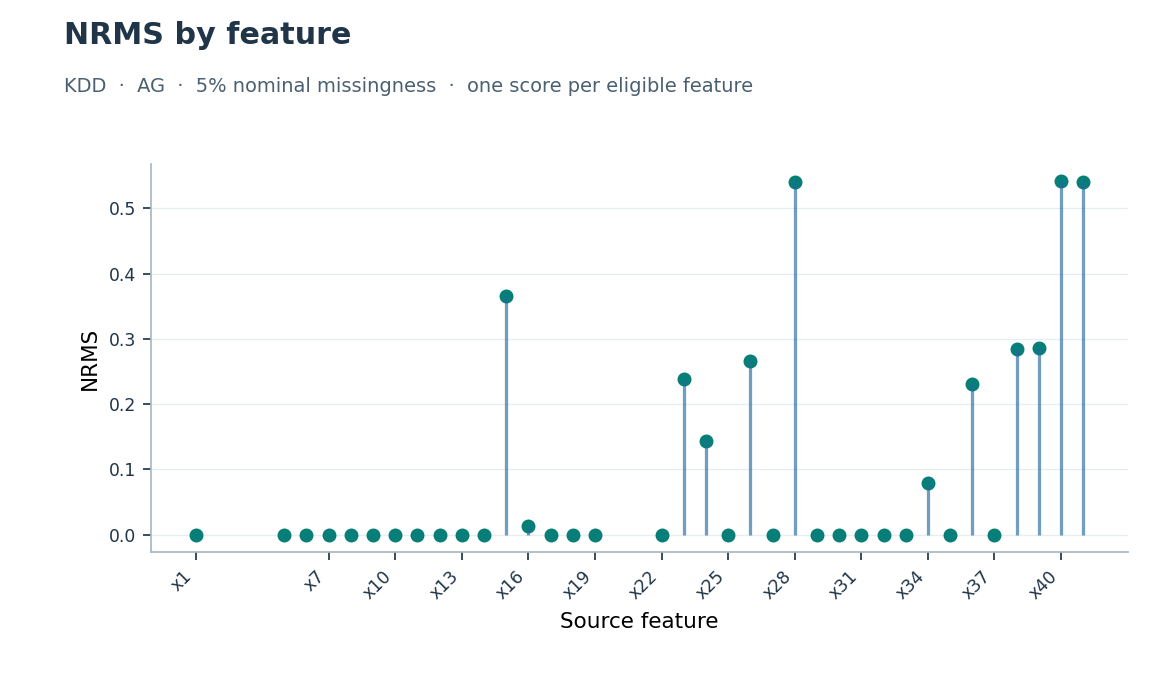 NRMS by feature
KDD · AG · 5% nominal missingness · one score per eligible feature
NRMS
0.5
0.4
0.3
0.2
0.1
0.0
x1 x7 x10 x13 x16 x19 x22 x25 x28 x31 x34 x37 x40
Source feature